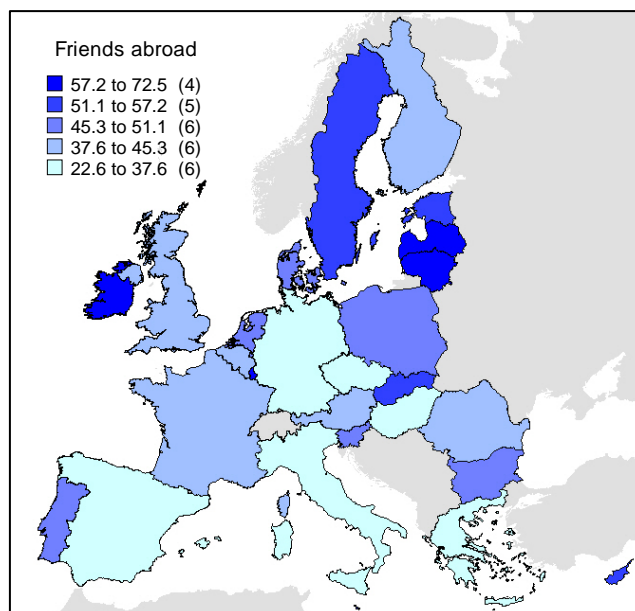 Friends abroad
57.2 to 72.5 (4)
51.1 to 57.2 (5)
45.3 to 51.1 (6)
37.6 to 45.3 (6)
22.6 to 37.6 (6)